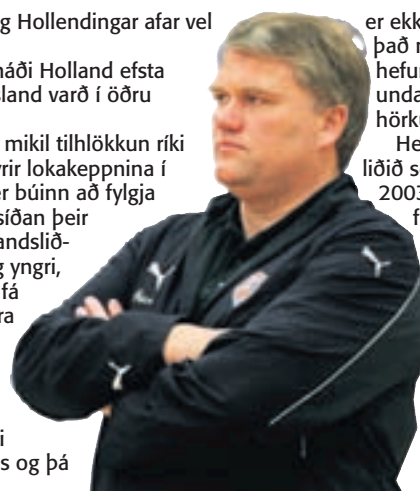 g Hollendingar afar vel
náði Holland efsta
sland varð í öðru
mikil tilhlökkun ríki
rir lokakeppnina í
er búinn að fylgja
síðan þeir
andslið-
g yngri,
fá
ra
i
s og þá
er ekk
það
hefur
unda
hörku
He
liðið s
2003
f